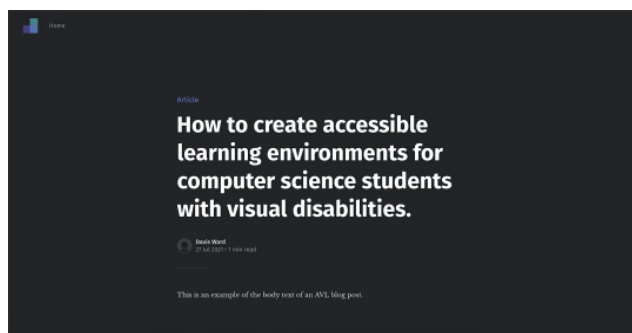 Home
Article
How to create accessible
learning environments for
computer science students
with visual disabilities.
Davis Ward
27 Jul 2021 • 1 min read
This is an example of the body text of an AVL blog post.